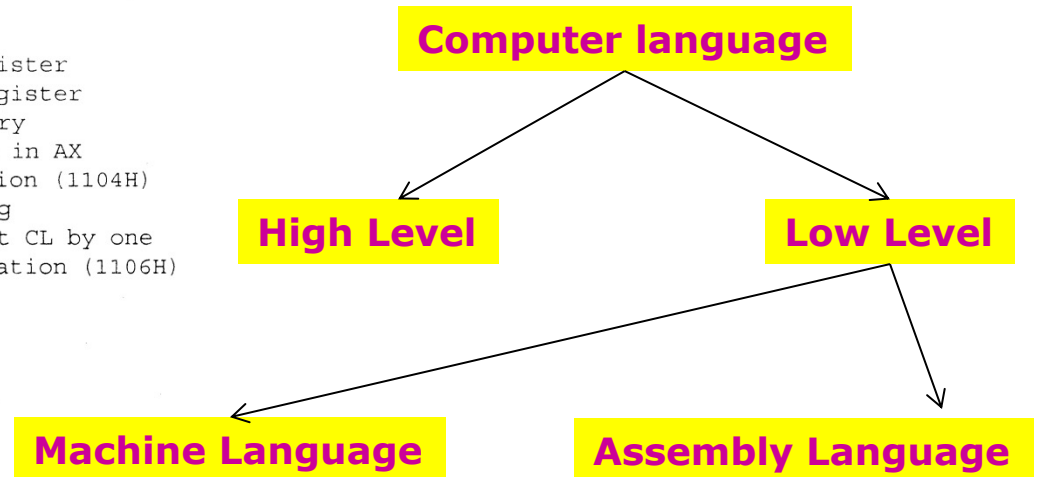 Computer language
ister
gister
ry
in AX
ion (1104H)
g
t CL by one
ation (1106H)
High Level
Low Level
Machine Language
Assembly Language